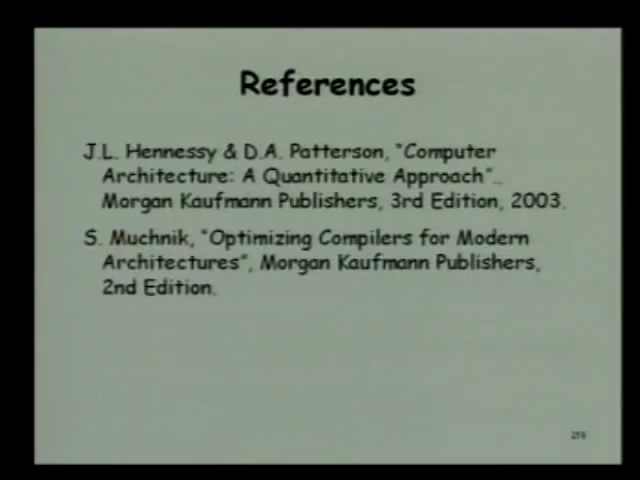 References
J.L. Hennessy & D.A. Patterson, "Computer
Architecture: A Quantitative Approach"..
Morgan Kaufmann Publishers, 3rd Edition, 2003.
S. Muchnik, "Optimizing Compilers for Modern
Architectures", Morgan Kaufmann Publishers,
2nd Edition.